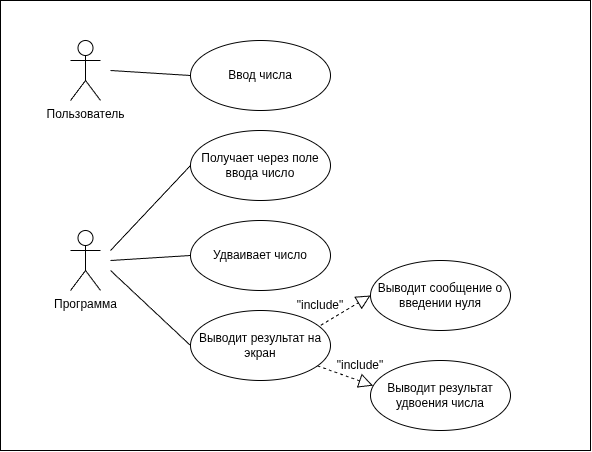 Ввод числа
Пользователь
Получает через поле
ввода число
Удваивает число
Программа
Выводит результат на
экран
"include"
Выводит сообщение о
введении нуля
"include"
Выводит результат
удвоения числа